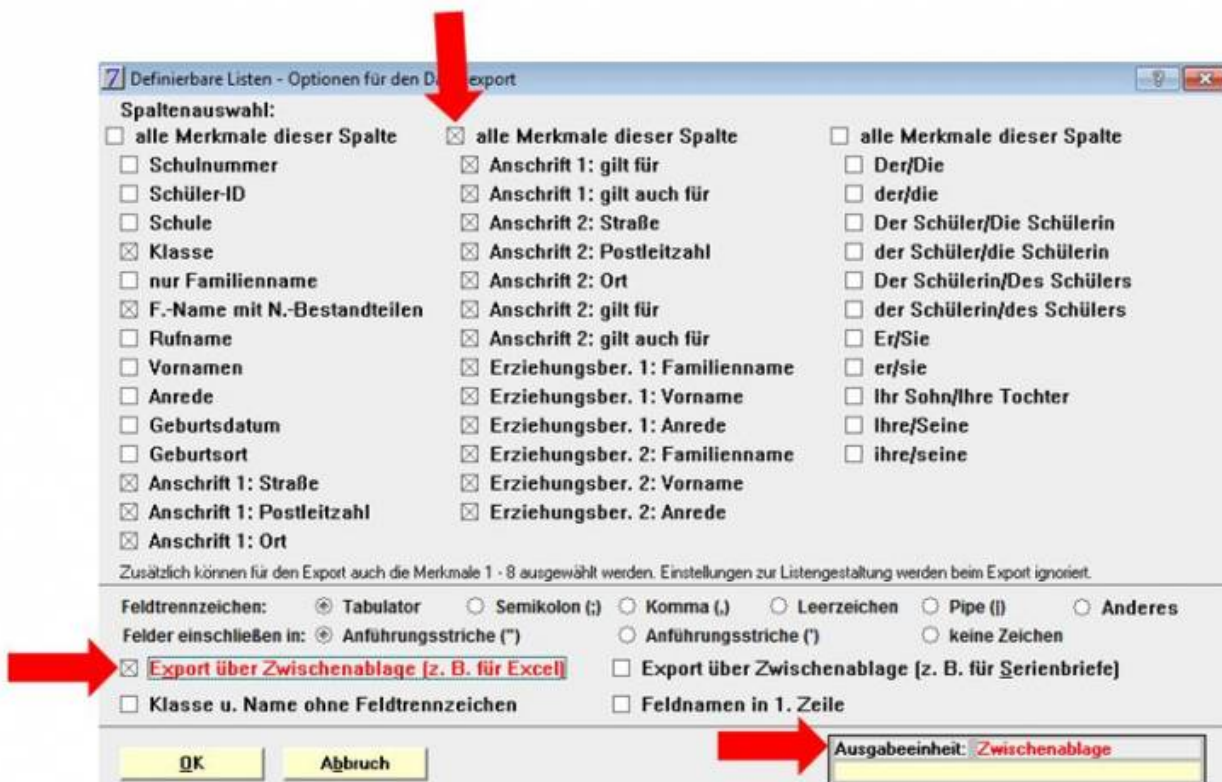 Definierbare Listen - Optionen für den Da export
Spaltenauswahl:
alle Merkmale dieser Spalte
Schulnummer
Schüler-ID
Schule
Klasse
nur Familienname
F.-Name mit N.-Bestandteilen
Rufname
Vornamen
Anrede
Geburtsdatum
Geburtsort
Anschrift 1: Straße
Anschrift 1: Postleitzahl
Anschrift 1: Ort
alle Merkmale dieser Spalte
Anschrift 1: gilt für
Anschrift 1: gilt auch für
Anschrift 2: Straße
Anschrift 2: Postleitzahl
Anschrift 2: Ort
Anschrift 2: gilt für
Anschrift 2: gilt auch für
Erziehungsber. 1: Familienname
Erziehungsber. 1: Vorname
Erziehungsber. 1: Anrede
Erziehungsber. 2: Familienname
Erziehungsber. 2: Vorname
Erziehungsber. 2: Anrede
alle Merkmale dieser Spalte
Der/Die
der/die
Der Schüler/Die Schülerin
der Schüler/die Schülerin
Der Schülerin/Des Schülers
der Schülerin/des Schülers
Er/Sie
er/sie
Ihr Sohn/Ihre Tochter
Ihre/Seine
ihre/seine
Zusätzlich können für den Export auch die Merkmale 1 - 8 ausgewählt werden. Einstellungen zur Listengestaltung werden beim Export ignoriert.
Feldtrennzeichen: Tabulator Semikolon (;) Komma (,) Leerzeichen Pipe (|) Anderes
Felder einschließen in: Anführungsstriche (") Anführungsstriche (') keine Zeichen
Export über Zwischenablage (z. B. für Excel) Export über Zwischenablage (z. B. für Serienbriefe)
Klasse u. Name ohne Feldtrennzeichen Feldnamen in 1. Zeile
OK Abbruch Ausgabeeinheit: Zwischenablage